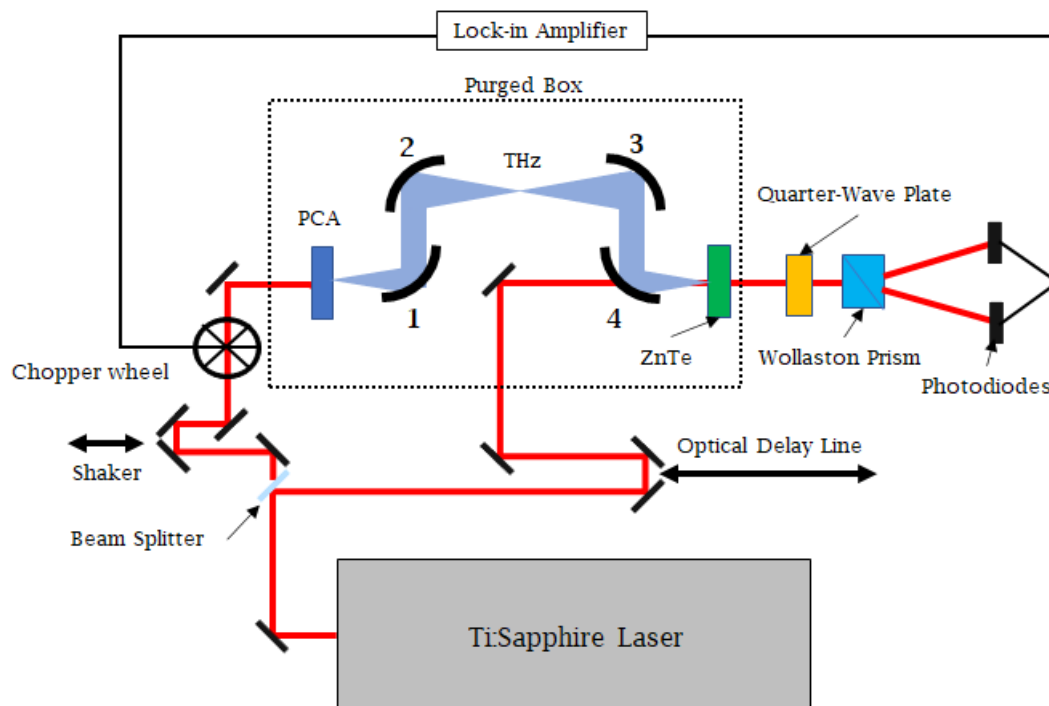 Lock-in Amplifier
Purged Box
2
3
THz
Quarter-Wave Plate
PCA
1
4
ZnTe
Wollaston Prism
Chopper wheel
Photodiodes
Shaker
Optical Delay Line
Beam Splitter
Ti:Sapphire Laser